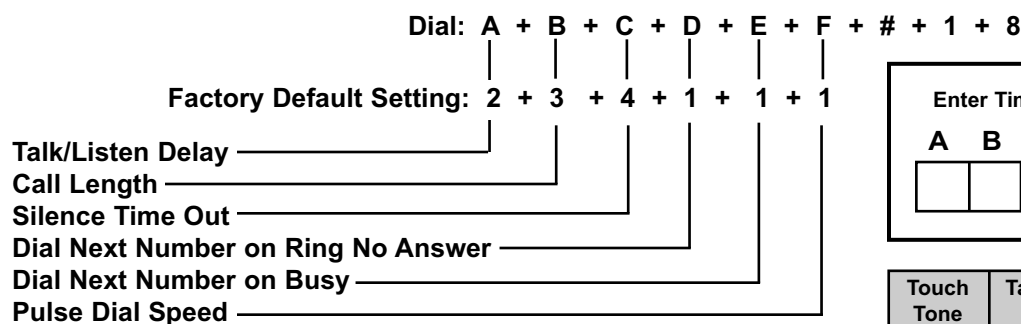 Dial: A + B + C + D + E + F + # + 1 + 8
Factory Default Setting: 2 + 3 + 4 + 1 + 1 + 1
Talk/Listen Delay
Call Length
Silence Time Out
Dial Next Number on Ring No Answer
Dial Next Number on Busy
Pulse Dial Speed
Enter
A B
Touch
Tone